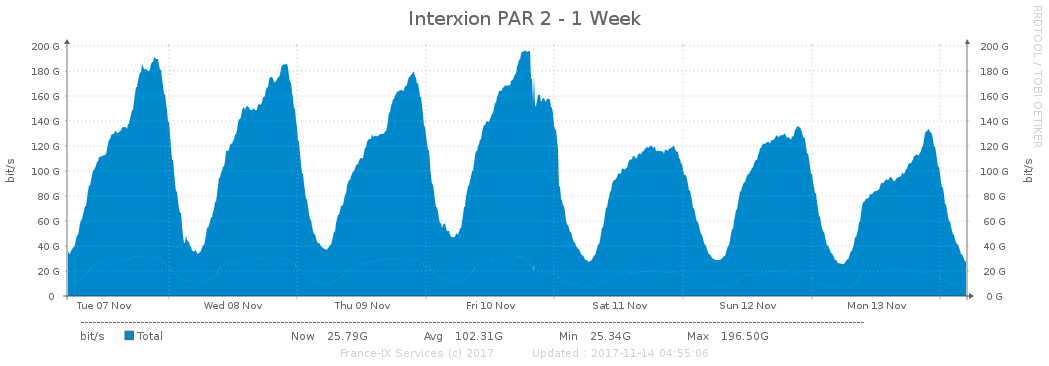 Interxion PAR 2 - 1 Week
RRDTOOL / TOBI OETIKER
bit/s
bit/s
200 G 200 G
180 G 180 G
160 G 160 G
140 G 140 G
120 G 120 G
100 G 100 G
80 G 80 G
60 G 60 G
40 G 40 G
20 G 20 G
0 0 G
Tue 07 Nov Wed 08 Nov Thu 09 Nov Fri 10 Nov Sat 11 Nov Sun 12 Nov Mon 13 Nov
bit/s Total Now 25.79G Avg 102.31G Min 25.34G Max 196.50G
France-IX Services (c) 2017 Updated : 2017-11-14 04:55:06